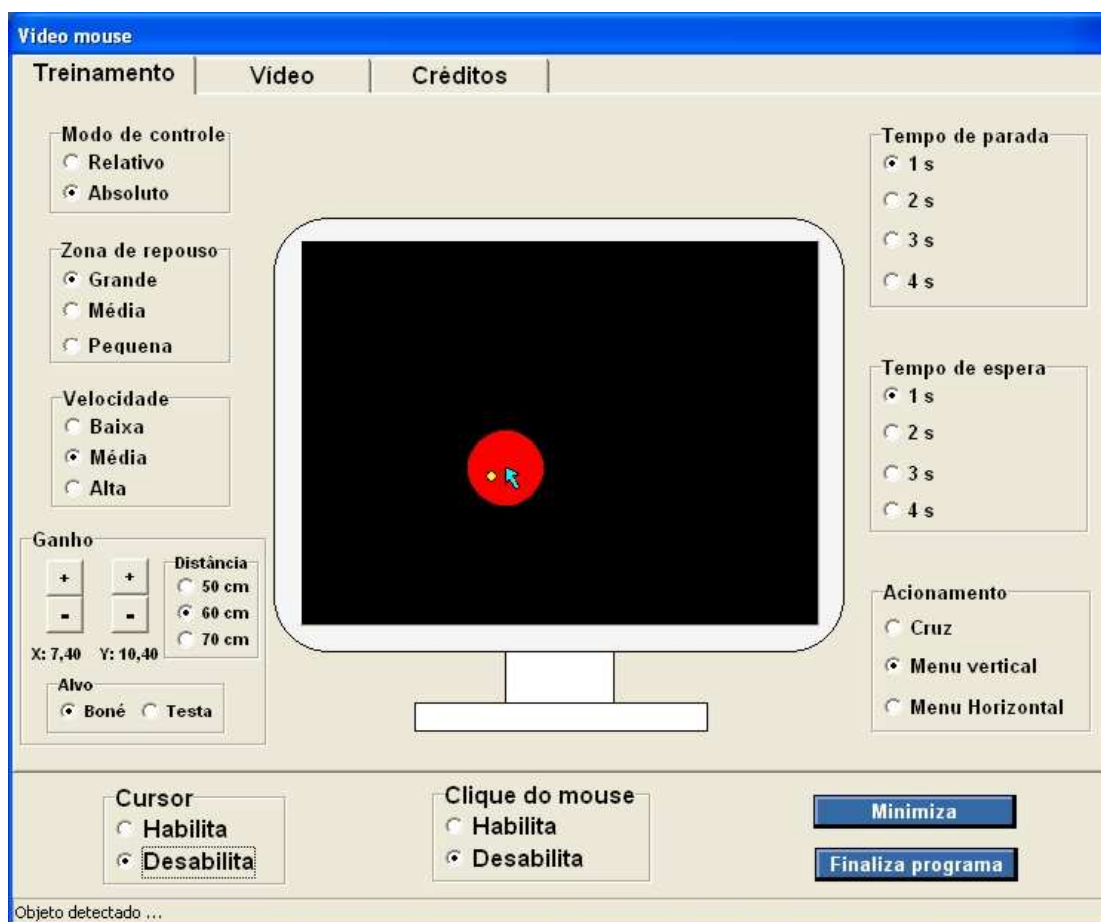 Video mouse
Treinamento
Vídeo
Créditos
Modo de controle
Relativo
Absoluto
Zona de repouso
Grande
Média
Pequena
Velocidade
Baixa
Média
Alta
Ganho
+
+
-
-
X: 7,40 Y: 10,40
Distância
50 cm
60 cm
70 cm
Alvo
Boné Testa
Tempo de parada
1 s
2 s
3 s
4 s
Tempo de espera
1 s
2 s
3 s
4 s
Acionamento
Cruz
Menu vertical
Menu Horizontal
Cursor
Habilita
Desabilita
Clique do mouse
Habilita
Desabilita
Minimiza
Finaliza programa
Objeto detectado ...